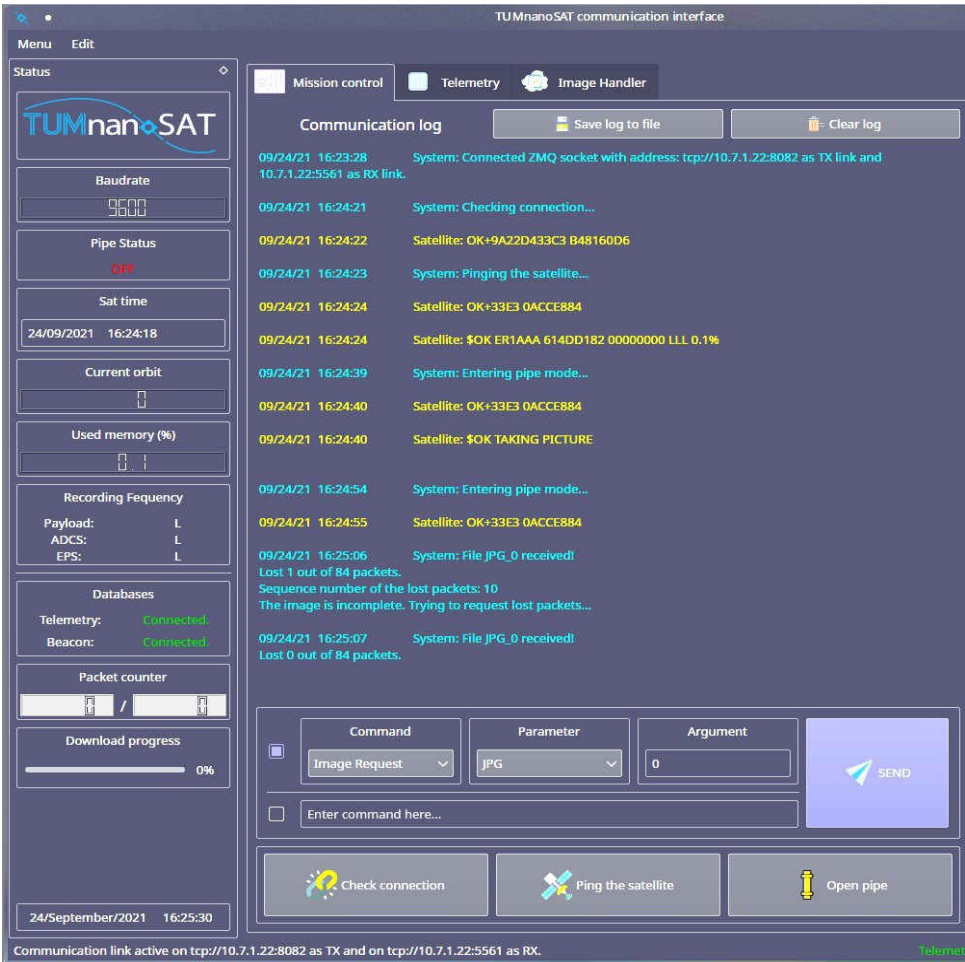 TUMnanoSAT communication interface
Menu Edit
Status
TUMnanoSAT
Baudrate
9600
Pipe Status
OFF
Sat time
24/09/2021 16:24:18
Current orbit
0
Used memory (%)
0.1
Recording Fequency
Payload: L
ADCS: L
EPS: L
Databases
Telemetry: Connected.
Beacon: Connected.
Packet counter
0 / 0
Download progress
0%
24/September/2021 16:25:30
Mission control Telemetry Image Handler
Communication log Save log to file Clear log
09/24/21 16:23:28 System: Connected ZMQ socket with address: tcp://10.7.1.22:8082 as TX link and
10.7.1.22:5561 as RX link.
09/24/21 16:24:21 System: Checking connection...
09/24/21 16:24:22 Satellite: OK+9A22D433C3 B48160D6
09/24/21 16:24:23 System: Pinging the satellite...
09/24/21 16:24:24 Satellite: OK+33E3 0ACCE884
09/24/21 16:24:24 Satellite: $OK ER1AAA 614DD182 00000000 LLL 0.1%
09/24/21 16:24:39 System: Entering pipe mode...
09/24/21 16:24:40 Satellite: OK+33E3 0ACCE884
09/24/21 16:24:40 Satellite: $OK TAKING PICTURE
09/24/21 16:24:54 System: Entering pipe mode...
09/24/21 16:24:55 Satellite: OK+33E3 0ACCE884
09/24/21 16:25:06 System: File JPG_0 received!
Lost 1 out of 84 packets.
Sequence number of the lost packets: 10
The image is incomplete. Trying to request lost packets...
09/24/21 16:25:07 System: File JPG_0 received!
Lost 0 out of 84 packets.
Command Parameter Argument
Image Request JPG 0
SEND
Enter command here...
Check connection Ping the satellite Open pipe
Communication link active on tcp://10.7.1.22:8082 as TX and on tcp://10.7.1.22:5561 as RX. Telemet